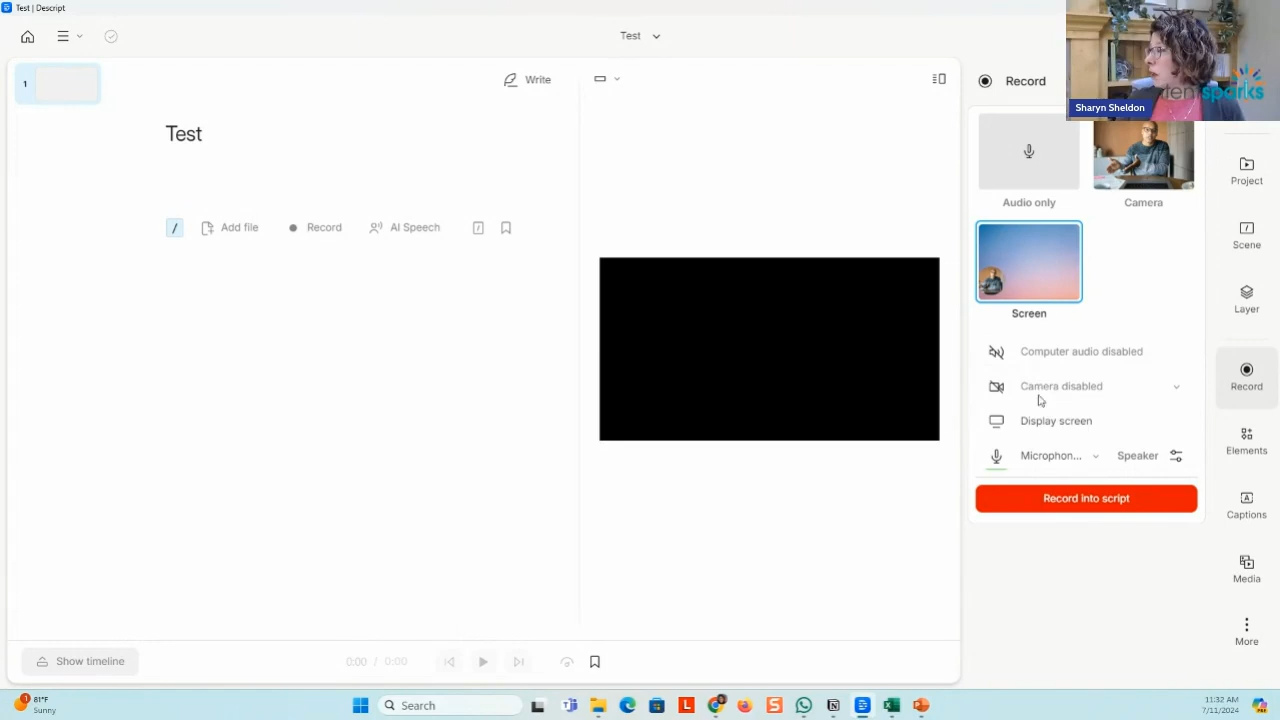 Test | Descript
Test
Write
Record
Sharyn Sheldon
sparks
1
Test
/ Add file Record AI Speech
Audio only
Camera
Screen
Computer audio disabled
Camera disabled
Display screen
Microphon... Speaker
Record into script
Project
Scene
Layer
Record
Elements
Captions
Media
More
Show timeline
0:00 / 0:00
81°F
Sunny
Search
11:32 AM
7/11/2024